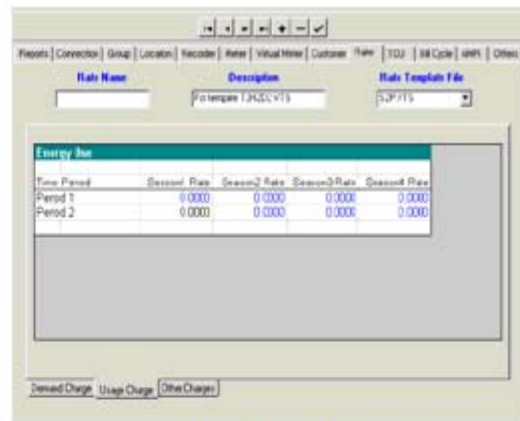 Reports Connection Group Location Recorder Meter Virtual Meter Customer Rate TOU Bill Cycle Others
Rate Name Description Rate Template File
For template
Energy Use
Time Period Season1 Rate Season2 Rate Season3 Rate Season4 Rate
Period 1 0.0000 0.0000 0.0000 0.0000
Period 2 0.0000 0.0000 0.0000 0.0000
Demand Charge Usage Charge Other Charges